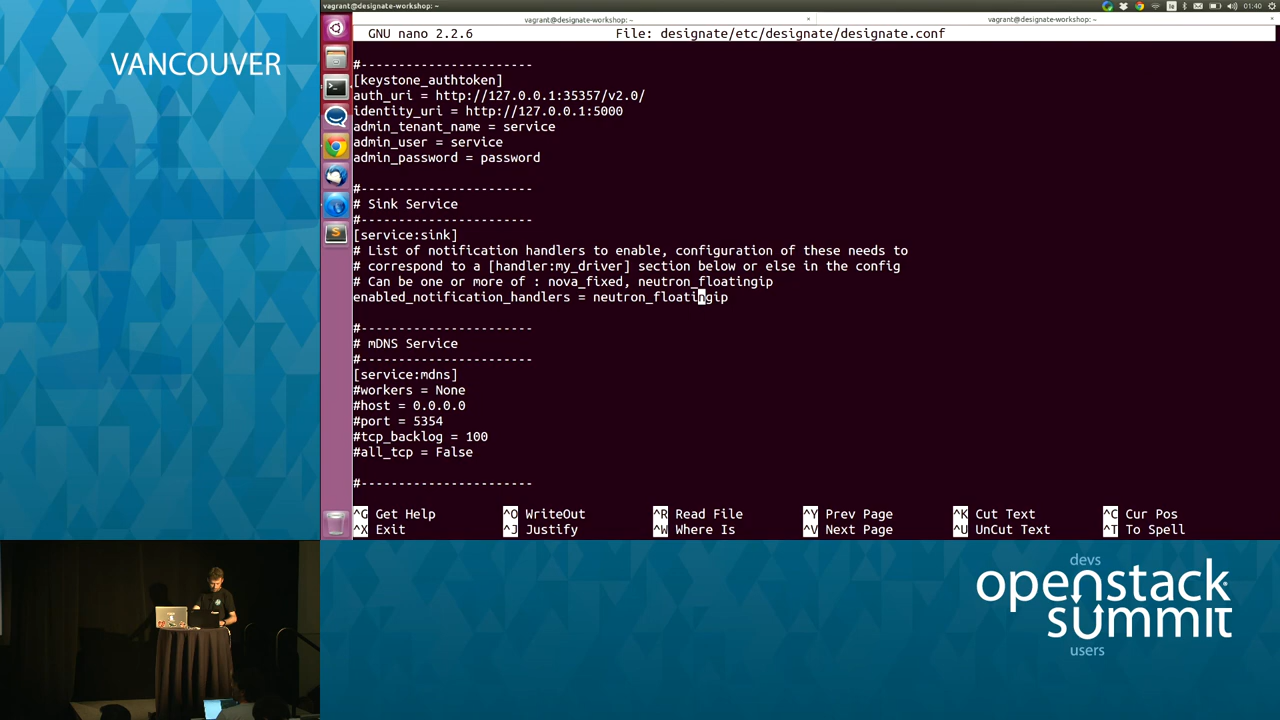 VANCOUVER
vagrant@designate-workshop: ~
01:40
vagrant@designate-workshop: ~
×
vagrant@designate-workshop: ~
×
GNU nano 2.2.6 File: designate/etc/designate/designate.conf
#-----------------------
[keystone_authtoken]
auth_uri = http://127.0.0.1:35357/v2.0/
identity_uri = http://127.0.0.1:5000
admin_tenant_name = service
admin_user = service
admin_password = password
#-----------------------
# Sink Service
#-----------------------
[service:sink]
# List of notification handlers to enable, configuration of these needs to
# correspond to a [handler:my_driver] section below or else in the config
# Can be one or more of : nova_fixed, neutron_floatingip
enabled_notification_handlers = neutron_floatingip
#-----------------------
# mDNS Service
#-----------------------
[service:mdns]
#workers = None
#host = 0.0.0.0
#port = 5354
#tcp_backlog = 100
#all_tcp = False
#-----------------------
^G Get Help ^O WriteOut ^R Read File ^Y Prev Page ^K Cut Text ^C Cur Pos
^X Exit ^J Justify ^W Where Is ^V Next Page ^U UnCut Text ^T To Spell
devs
openstack
summit
users